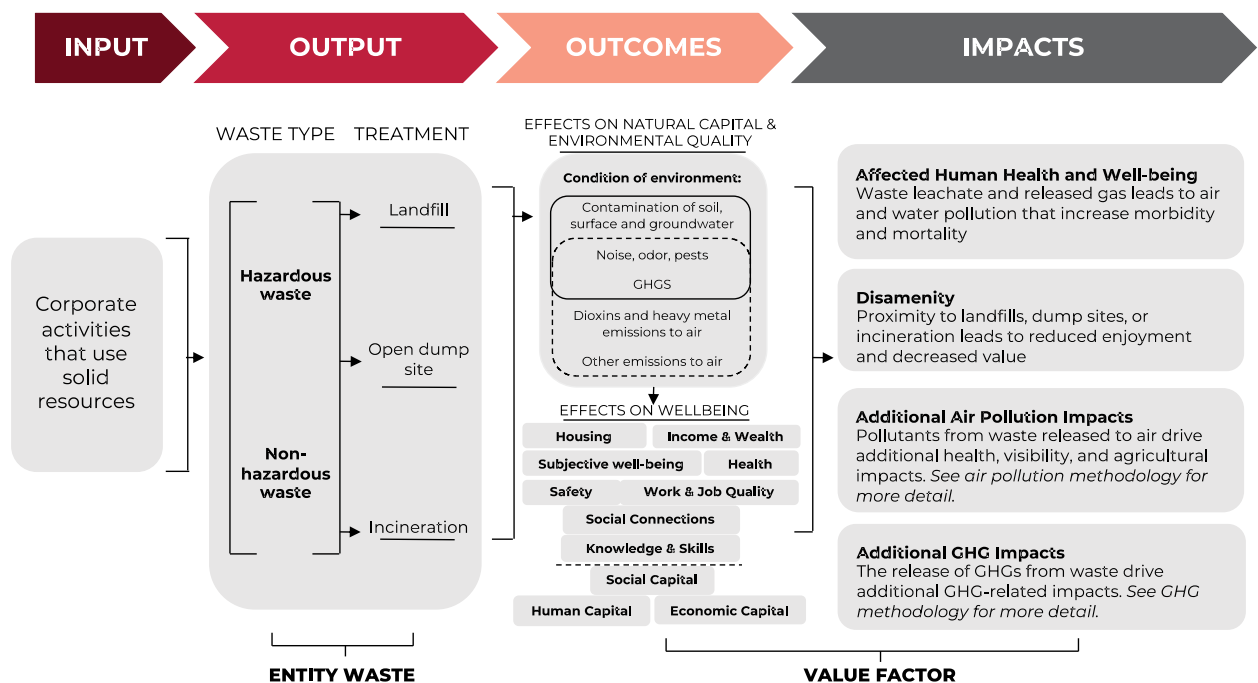 INPUT
OUTPUT
OUTCOMES
IMPACTS
WASTE TYPE
TREATMENT
EFFECTS ON NATURAL CAPITAL &
ENVIRONMENTAL QUALITY
Corporate
activities
that use
solid
resources
Hazardous
waste
Non-
hazardous
waste
Landfill
Open dump
site
Incineration
Condition of environment:
Contamination of soil,
surface and groundwater
Noise, odor, pests
GHGS
Dioxins and heavy metal
emissions to air
Other emissions to air
EFFECTS ON WELLBEING
Housing
Income & Wealth
Subjective well-being
Health
Safety
Work & Job Quality
Social Connections
Knowledge & Skills
Social Capital
Human Capital
Economic Capital
Affected Human Health and Well-being
Waste leachate and released gas leads to air
and water pollution that increase morbidity
and mortality
Disamenity
Proximity to landfills, dump sites, or
incineration leads to reduced enjoyment
and decreased value
Additional Air Pollution Impacts
Pollutants from waste released to air drive
additional health, visibility, and agricultural
impacts. See air pollution methodology for
more detail.
Additional GHG Impacts
The release of GHGs from waste drive
additional GHG-related impacts. See GHG
methodology for more detail.
ENTITY WASTE
VALUE FACTOR